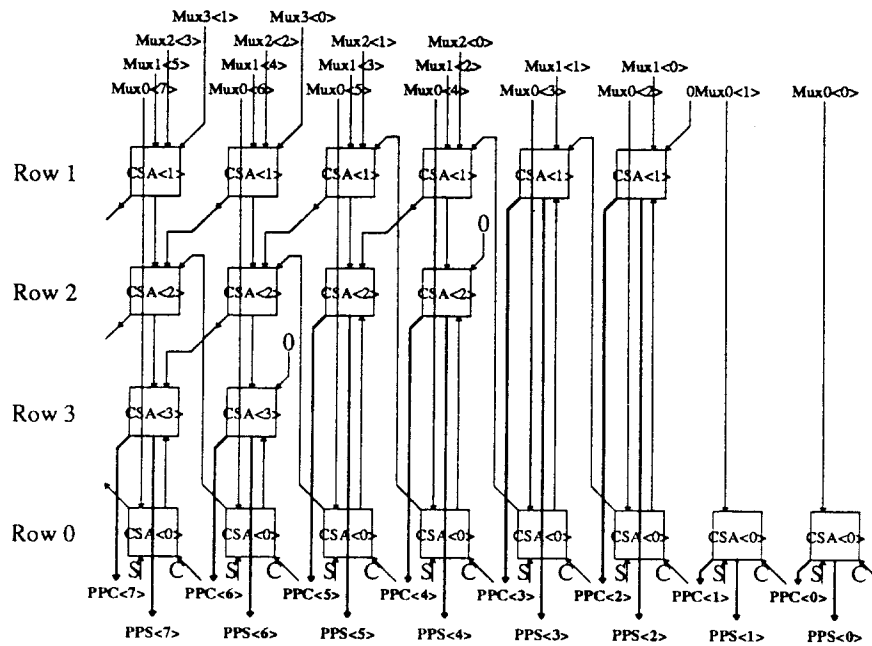 Mux3<1> Mux3<0>
Mux2<3> Mux2<2> Mux2<1> Mux2<0>
Mux1<5> Mux1<4> Mux1<3> Mux1<2> Mux1<1> Mux1<0>
Mux0<7> Mux0<6> Mux0<5> Mux0<4> Mux0<3> Mux0<2> 0Mux0<1> Mux0<0>
Row 1 CSA<1> CSA<1> CSA<1> CSA<1> CSA<1> CSA<1>
0
Row 2 CSA<2> CSA<2> CSA<2> CSA<2>
0
Row 3 CSA<3> CSA<3>
Row 0 CSA<0> CSA<0> CSA<0> CSA<0> CSA<0> CSA<0> CSA<0> CSA<0>
S C S C S C S C S C S C S C S C
PPC<7> PPC<6> PPC<5> PPC<4> PPC<3> PPC<2> PPC<1> PPC<0>
PPS<7> PPS<6> PPS<5> PPS<4> PPS<3> PPS<2> PPS<1> PPS<0>